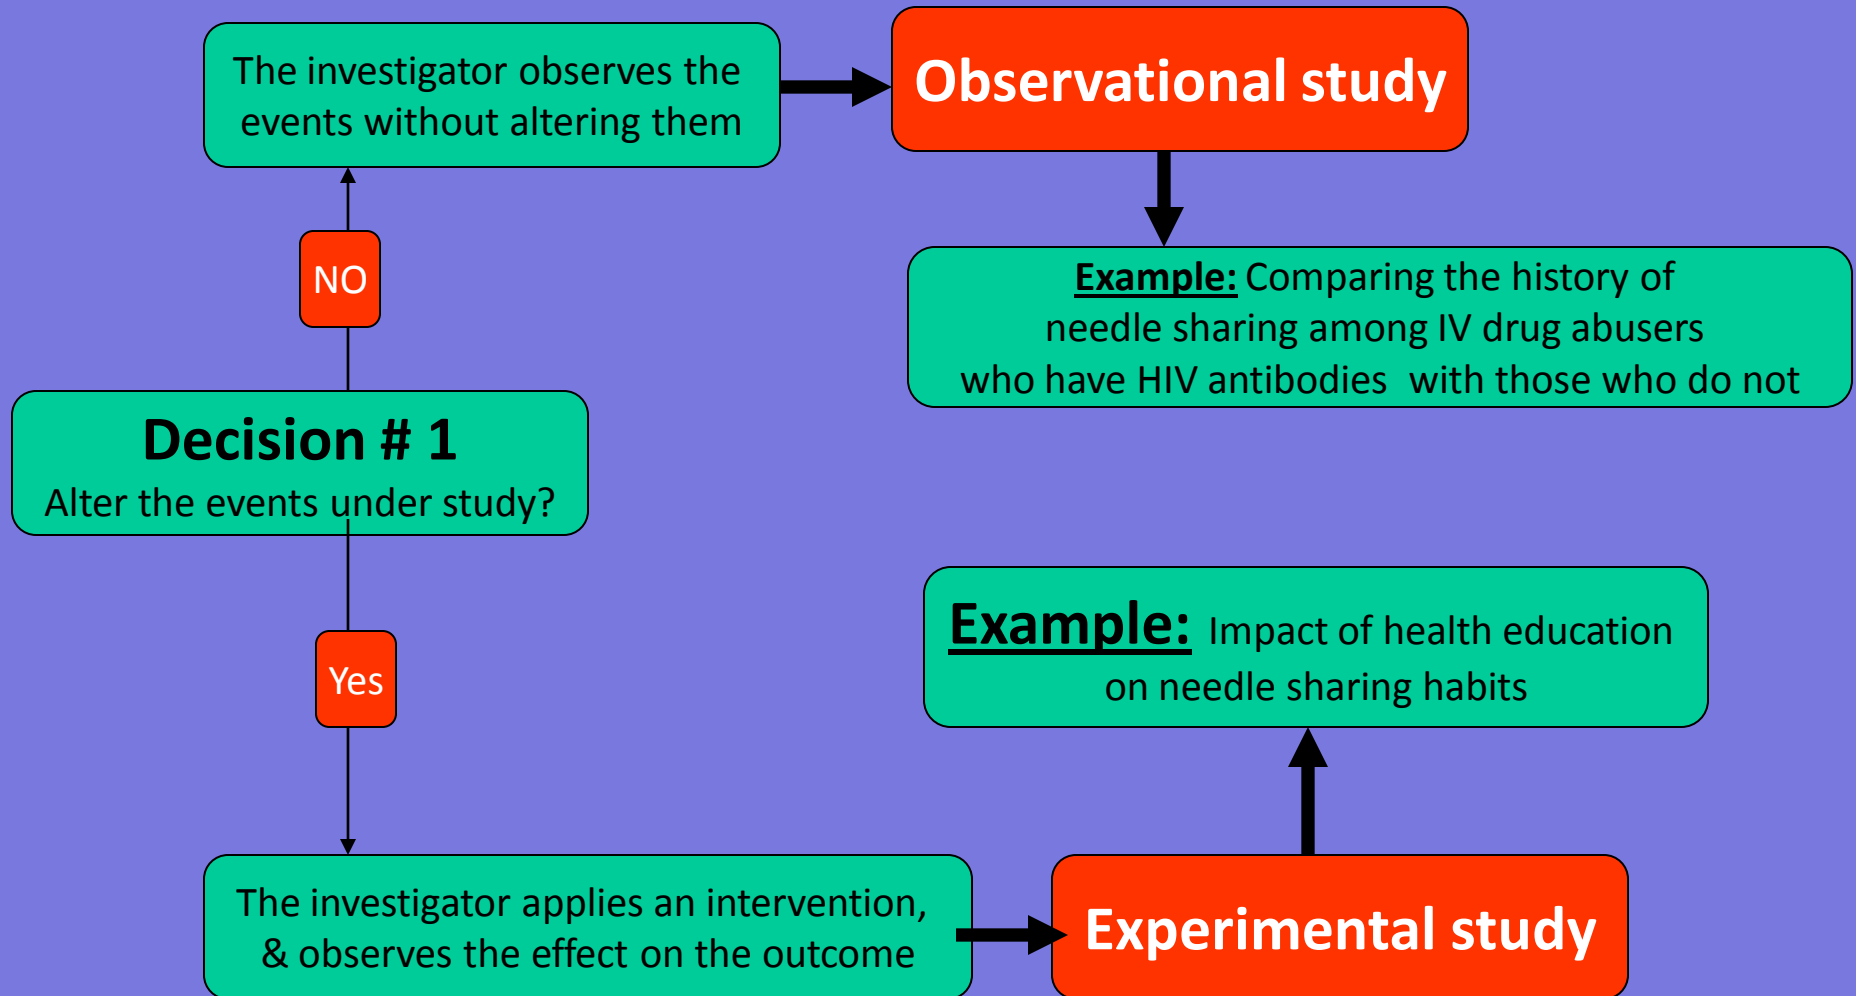 The investigator observes the
events without altering them
Observational study
NO
Example: Comparing the history of
needle sharing among IV drug abusers
who have HIV antibodies  with those who do not
Decision # 1
Alter the events under study?
Example: Impact of health education
on needle sharing habits
Yes
The investigator applies an intervention,
& observes the effect on the outcome
Experimental study